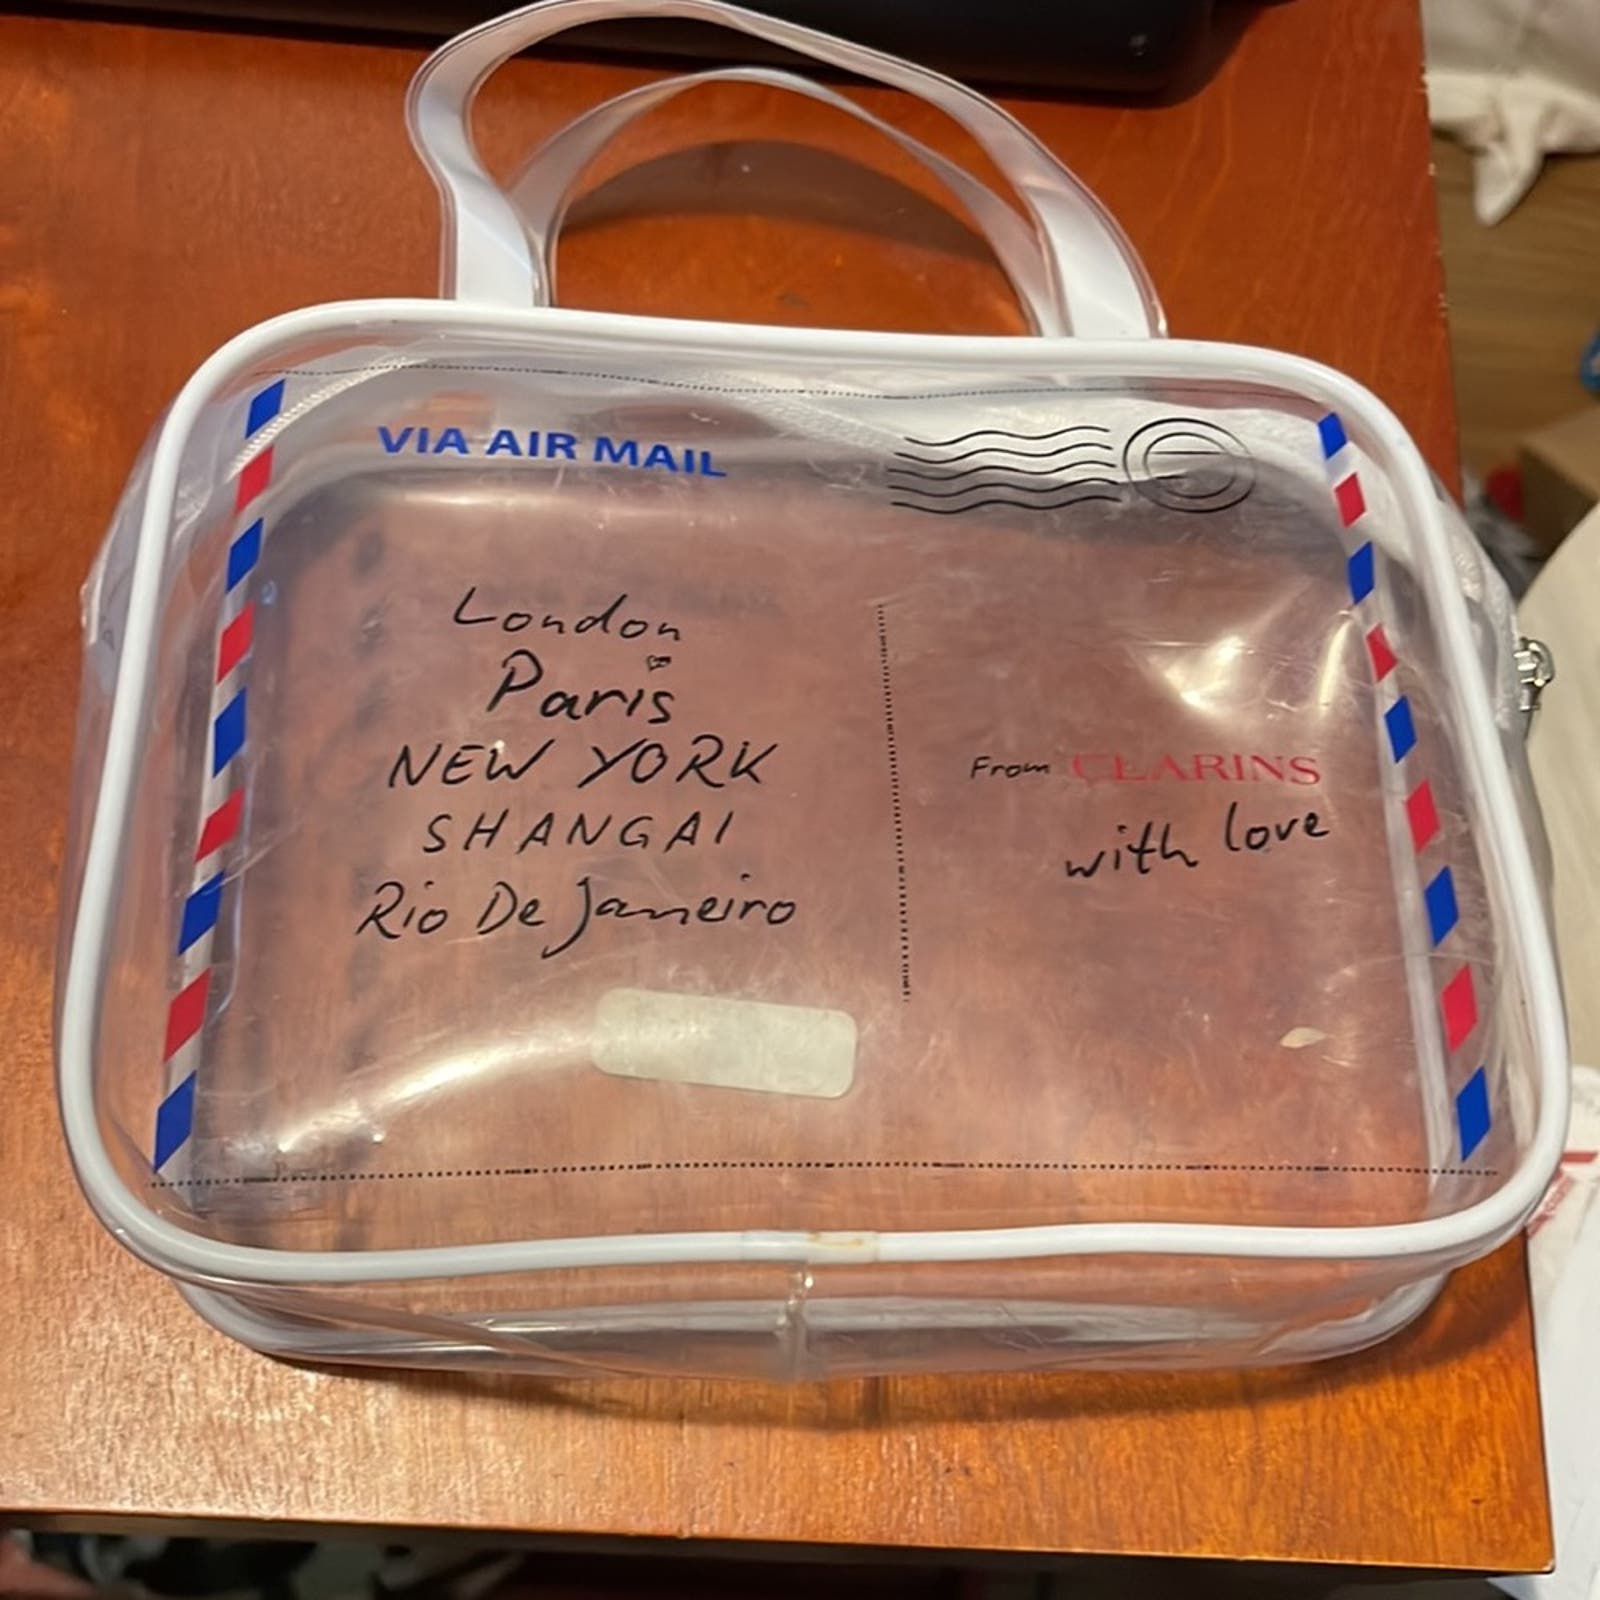 VIA AIR MAIL
London
Paris
NEW YORK
SHANGAI
Rio De Janeiro
From CLARINS
with love